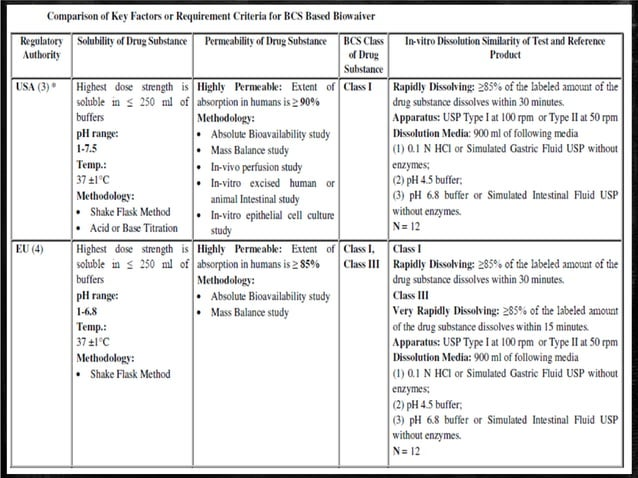 Comparison of Key Factors or Requirement Criteria for BCS Based Biowaiver
Regulatory Authority
Solubility of Drug Substance
Permeability of Drug Substance
BCS Class of Drug Substance
In-vitro Dissolution Similarity of Test and Reference Product
USA (3) *
Highest dose strength is
soluble in ≤ 250 ml of
buffers
pH range:
1-7.5
Temp.:
37 ±1°C
Methodology:
• Shake Flask Method
• Acid or Base Titration
Highly Permeable: Extent of
absorption in humans is ≥ 90%
Methodology:
• Absolute Bioavailability study
• Mass Balance study
• In-vivo perfusion study
• In-vitro excised human or
animal Intestinal study
• In-vitro epithelial cell culture
study
Class I
Rapidly Dissolving: ≥85% of the labeled amount of the
drug substance dissolves within 30 minutes.
Apparatus: USP Type I at 100 rpm or Type II at 50 rpm
Dissolution Media: 900 ml of following media
(1) 0.1 N HCl or Simulated Gastric Fluid USP without
enzymes;
(2) pH 4.5 buffer;
(3) pH 6.8 buffer or Simulated Intestinal Fluid USP
without enzymes.
N = 12
EU (4)
Highest dose strength is
soluble in ≤ 250 ml of
buffers
pH range:
1-6.8
Temp.:
37 ±1°C
Methodology:
• Shake Flask Method
Highly Permeable: Extent of
absorption in humans is ≥ 85%
Methodology:
• Absolute Bioavailability study
• Mass Balance study
Class I,
Class III
Class I
Rapidly Dissolving: ≥85% of the labeled amount of the
drug substance dissolves within 30 minutes.
Class III
Very Rapidly Dissolving: ≥85% of the labeled amount
of the drug substance dissolves within 15 minutes.
Apparatus: USP Type I at 100 rpm or Type II at 50 rpm
Dissolution Media: 900 ml of following media
(1) 0.1 N HCl or Simulated Gastric Fluid USP without
enzymes;
(2) pH 4.5 buffer;
(3) pH 6.8 buffer or Simulated Intestinal Fluid USP
without enzymes.
N = 12